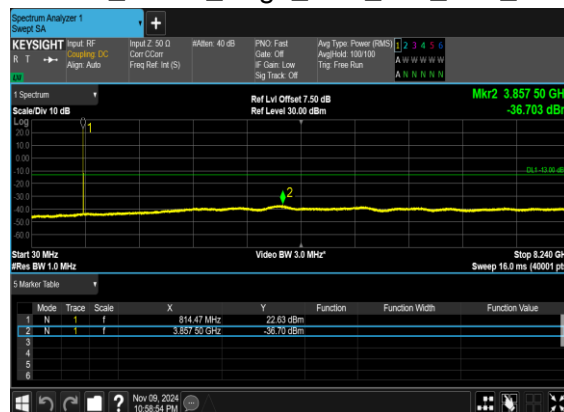 Spectrum Analyzer 1
Swept SA
+
KEYSIGHT Input: RF Input Z: 50 Ω #Atten: 40 dB PNO: Fast Avg Type: Power (RMS) 1 2 3 4 5 6
R T Coupling: DC Corr CCorr Gate: Off Avg|Hold: 100/100 A W W W W W
Align: Auto Freq Ref: Int (S) IF Gain: Low Trig: Free Run
Sig Track: Off A N N N N N
1 Spectrum Ref Lvl Offset 7.50 dB Mkr2 3.857 50 GH
Scale/Div 10 dB Ref Level 30.00 dBm -36.703 dB
Log
1
20.0
10.0
0.00
-10.0 DL1 -13.00 dB
-20.0
-30.0 2
-40.0
-50.0
-60.0
Start 30 MHz Video BW 3.0 MHz* Stop 8.240 G
#Res BW 1.0 MHz Sweep 16.0 ms (40001 pt
5 Marker Table
Mode Trace Scale X Y Function Function Width Function Value
1 N 1 f 814.47 MHz 22.63 dBm
2 N 1 f 3.857 50 GHz -36.70 dBm
3
4
5
6
? Nov 09, 2024
10:58:54 PM